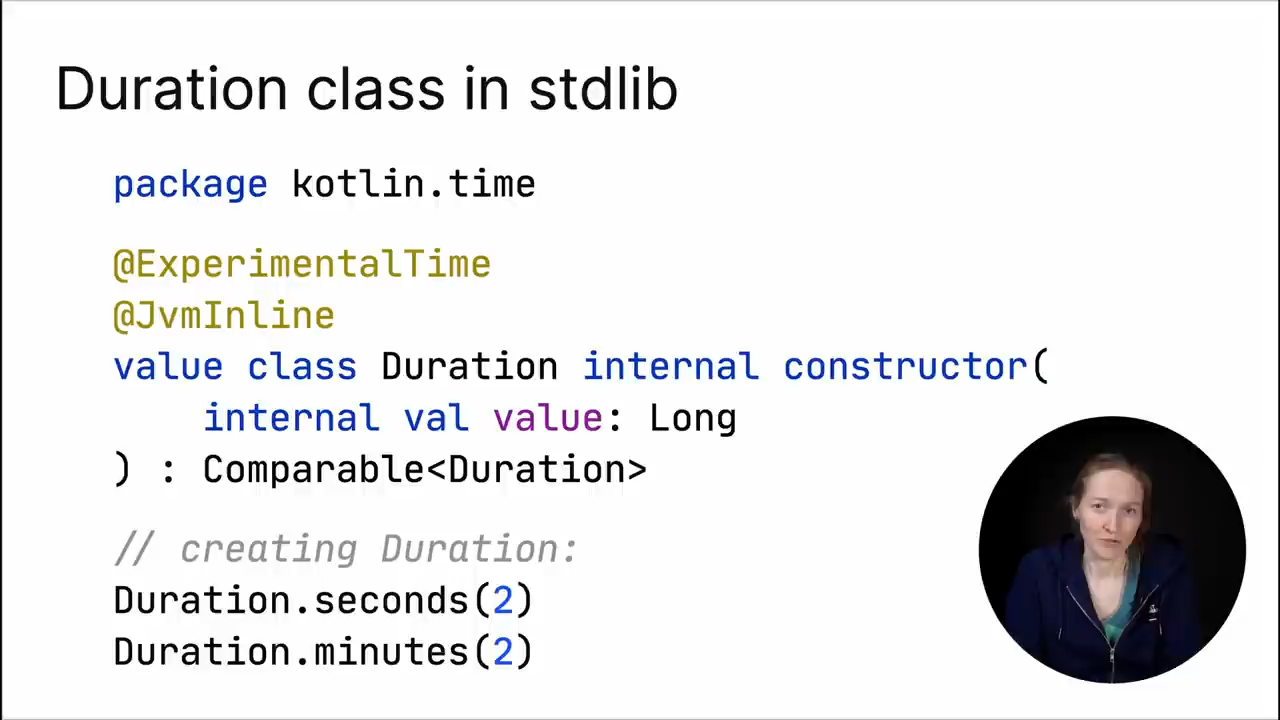 Duration class in stdlib
package kotlin.time
@ExperimentalTime
@JvmInline
value class Duration internal constructor(
internal val value: Long
) : Comparable<Duration>
// creating Duration:
Duration.seconds(2)
Duration.minutes(2)